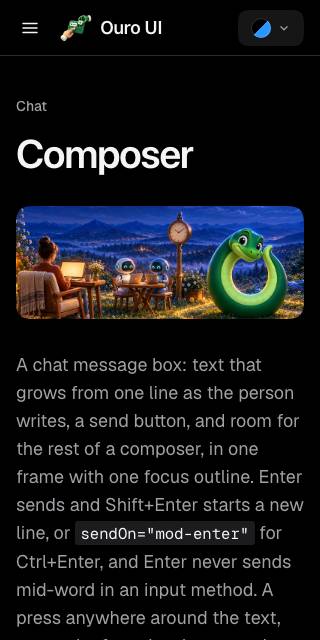 Ouro UI
Chat
Composer
A chat message box: text that
grows from one line as the person
writes, a send button, and room for
the rest of a composer, in one
frame with one focus outline. Enter
sends and Shift+Enter starts a new
line, or sendOn="mod-enter" for
Ctrl+Enter, and Enter never sends
mid-word in an input method. A
press anywhere around the text,